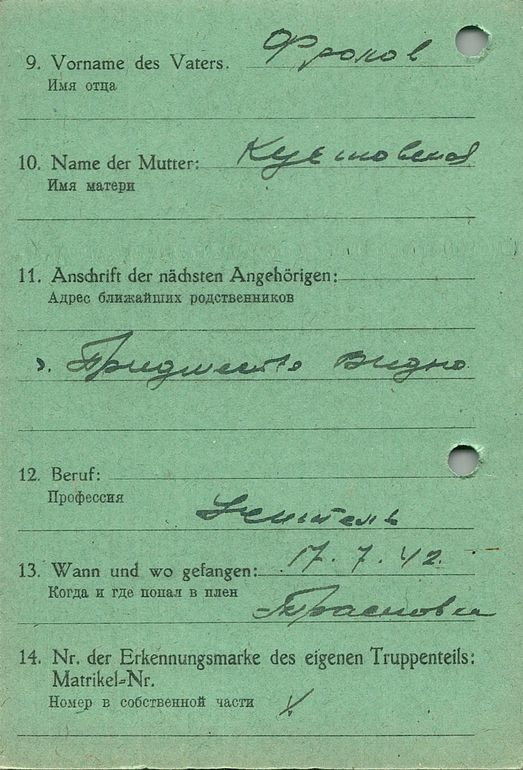 9. Vorname des Vaters. Фролов
Имя отца
10. Name der Mutter:
Имя матери
11. Anschrift der nächsten Angehörigen:
Адрес ближайших родственников
12. Beruf:
Профессия
Учитель
13. Wann und wo gefangen: 17.7.42.
Когда и где попал в плен
14. Nr. der Erkennungsmarke des eigenen Truppenteils:
Matrikel-Nr.
Номер в собственной части